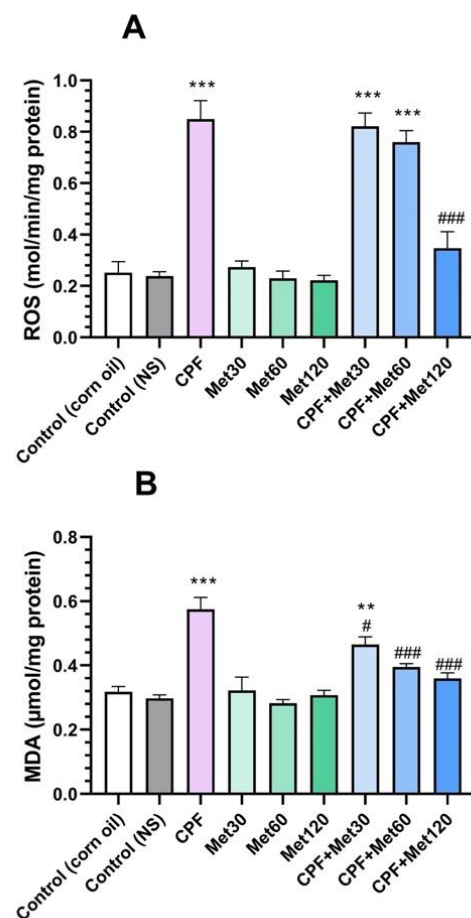 A
ROS (mol/min/mg protein)
1.0
0.8
0.6
0.4
0.2
0.0
***
***
***
###
Control (corn oil)
Control (NS)
CPF
Met30
Met60
Met120
CPF+Met30
CPF+Met60
CPF+Met120
B
MDA (µmol/mg protein)
0.8
0.6
0.4
0.2
0.0
***
**
#
###
###
Control (corn oil)
Control (NS)
CPF
Met30
Met60
Met120
CPF+Met30
CPF+Met60
CPF+Met120